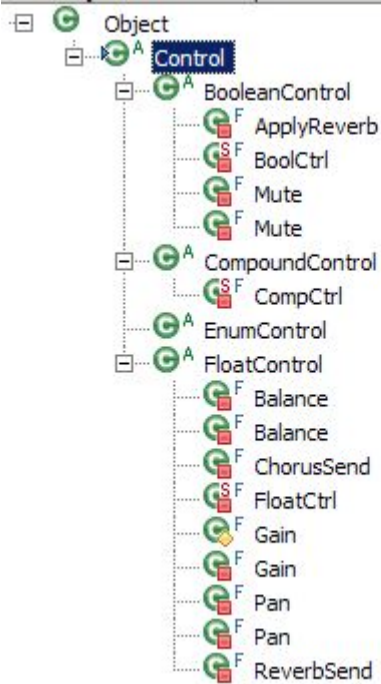 C Object
C A Control
C A BooleanControl
C F ApplyReverb
C S F BoolCtrl
C F Mute
C F Mute
C A CompoundControl
C S F CompCtrl
C A EnumControl
C A FloatControl
C F Balance
C F Balance
C F ChorusSend
C S F FloatCtrl
C F Gain
C F Gain
C F Pan
C F Pan
C F ReverbSend